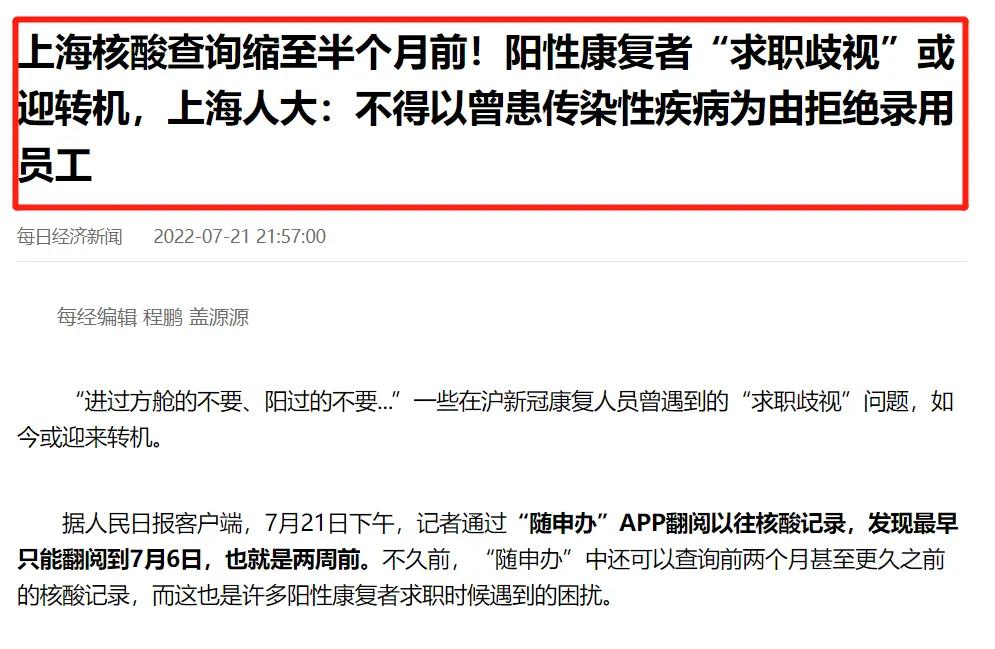 上海核酸查询缩至半个月前！阳性康复者“求职歧视”或
迎转机，上海人大：不得以曾患传染性疾病为由拒绝录用
员工
每日经济新闻 2022-07-21 21:57:00
每经编辑 程鹏 盖源源
“进过方舱的不要、阳过的不要...”一些在沪新冠康复人员曾遇到的“求职歧视”问题，如
今或迎来转机。
据人民日报客户端，7月21日下午，记者通过“随申办”APP翻阅以往核酸记录，发现最早
只能翻阅到7月6日，也就是两周前。不久前，“随申办”中还可以查询前两个月甚至更久之前
的核酸记录，而这也是许多阳性康复者求职时候遇到的困扰。